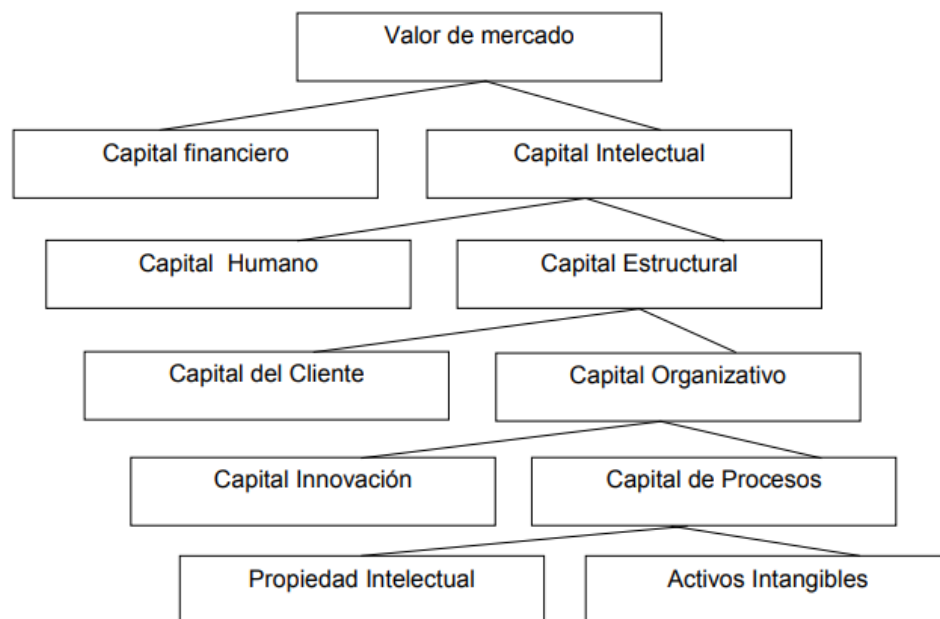 Valor de mercado
Capital financiero
Capital Intelectual
Capital Humano
Capital Estructural
Capital del Cliente
Capital Organizativo
Capital Innovación
Capital de Procesos
Propiedad Intelectual
Activos Intangibles